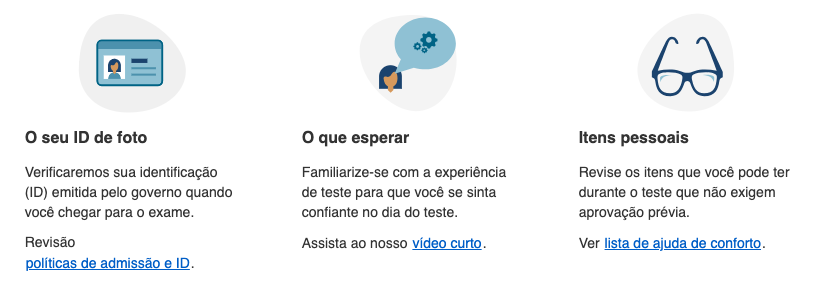 O seu ID de foto
Verificaremos sua identificação
(ID) emitida pelo governo quando
você chegar para o exame.
Revisão
políticas de admissão e ID.
O que esperar
Familiarize-se com a experiência
de teste para que você se sinta
confiante no dia do teste.
Assista ao nosso vídeo curto.
Itens pessoais
Revise os itens que você pode ter
durante o teste que não exigem
aprovação prévia.
Ver lista de ajuda de conforto.